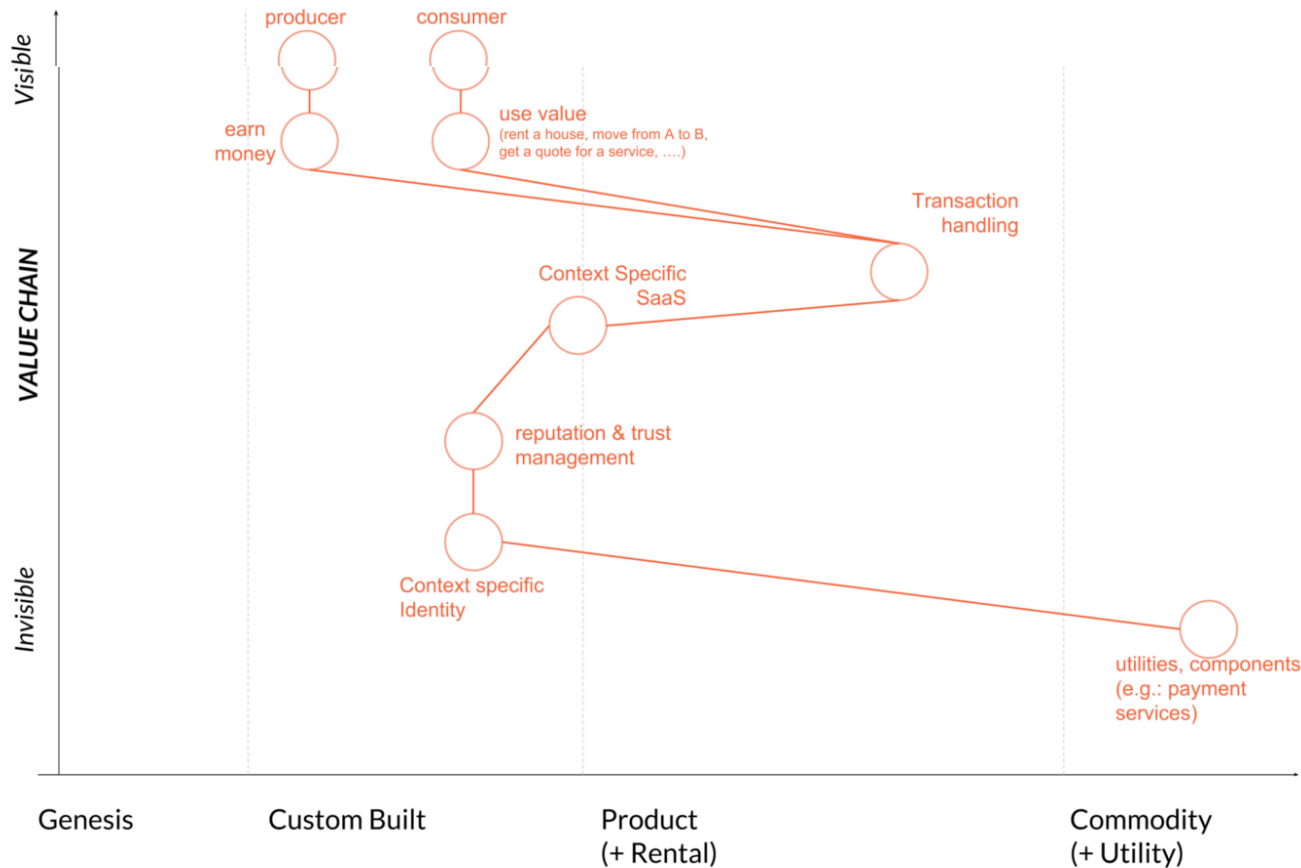 producer
consumer
Visible
earn
money
use value
(rent a house, move from A to B,
get a quote for a service, ....)
Transaction
handling
VALUE CHAIN
Context Specific
SaaS
reputation & trust
management
Context specific
Identity
Invisible
utilities, components
(e.g.: payment
services)
Genesis
Custom Built
Product
(+ Rental)
Commodity
(+ Utility)